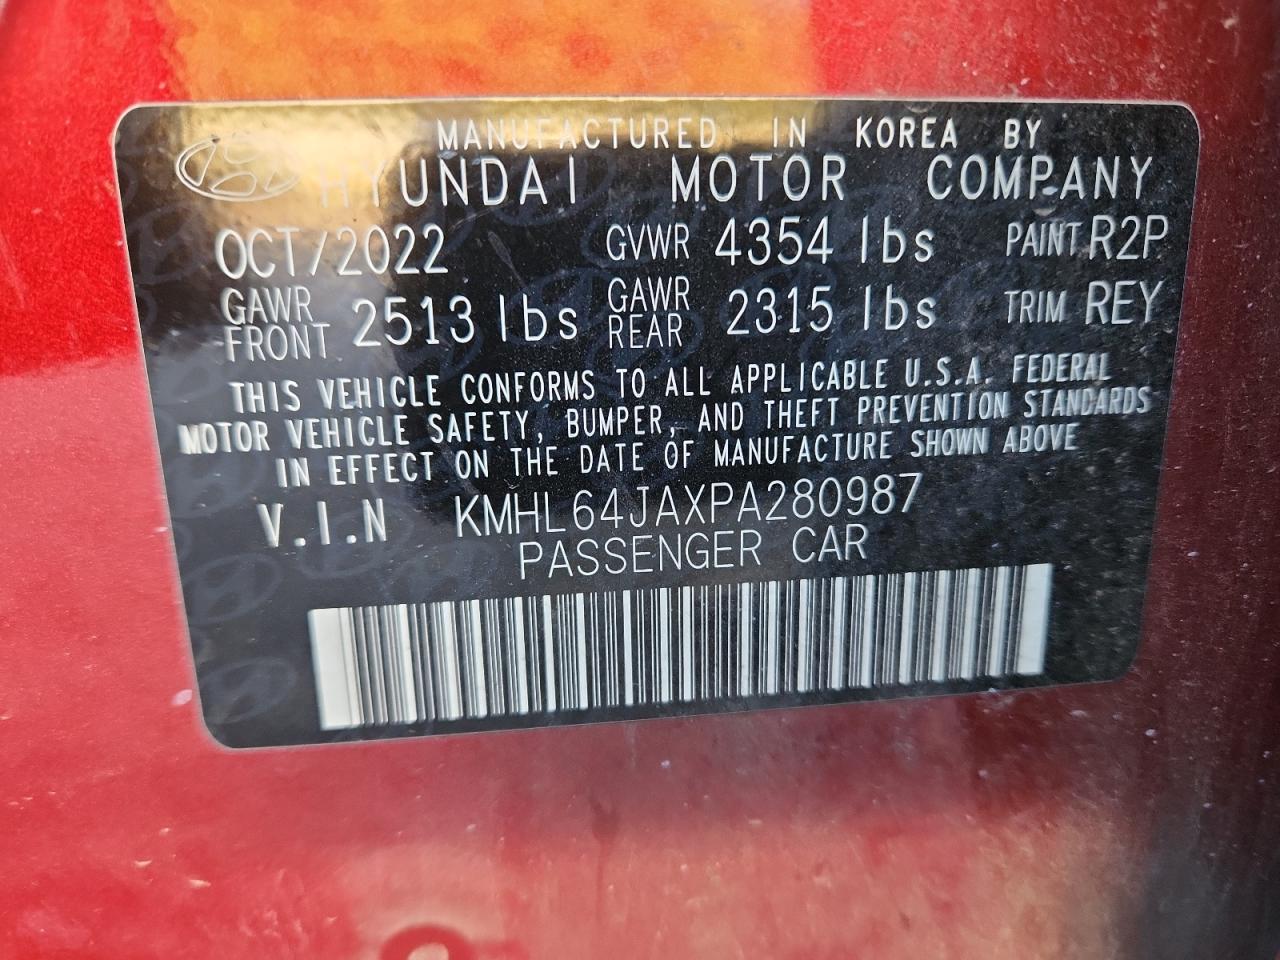 MANUFACTURED IN KOREA BY
HYUNDAI MOTOR COMPANY
OCT/2022 GVWR 4354 lbs PAINT R2P
GAWR FRONT 2513 lbs GAWR REAR 2315 lbs TRIM REY
THIS VEHICLE CONFORMS TO ALL APPLICABLE U.S.A. FEDERAL
MOTOR VEHICLE SAFETY, BUMPER, AND THEFT PREVENTION STANDARDS
IN EFFECT ON THE DATE OF MANUFACTURE SHOWN ABOVE
V.I.N KMHL64JAXPA280987
PASSENGER CAR